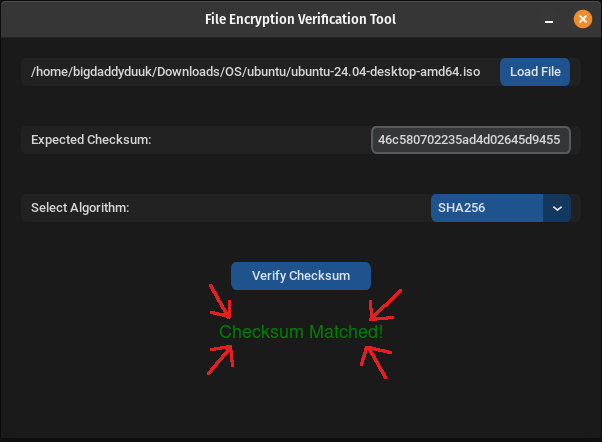 File Encryption Verification Tool
/home/bigdaddyduuk/Downloads/OS/ubuntu/ubuntu-24.04-desktop-amd64.iso Load File
Expected Checksum: 46c580702235ad4d02645d9455
Select Algorithm: SHA256
Verify Checksum
Checksum Matched!